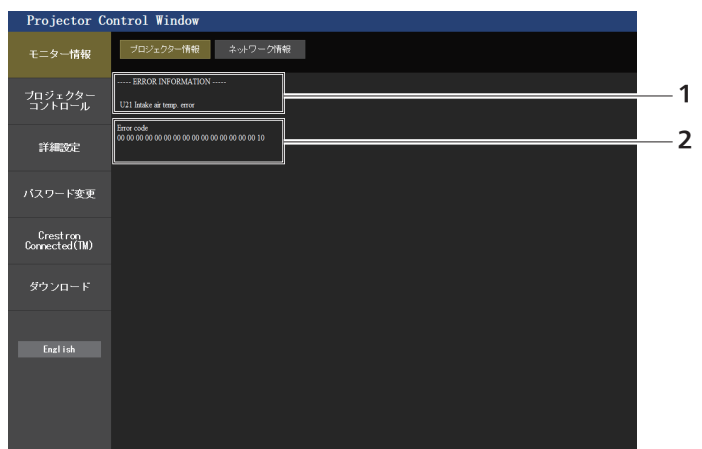 Projector Control Window
モニター情報
プロジェクター情報
ネットワーク情報
プロジェクター
コントロール
詳細設定
パスワード変更
Crestron
Connected(TM)
ダウンロード
English
----- ERROR INFORMATION -----
U21 Intake air temp. error
Error code
00 00 00 00 00 00 00 00 00 00 00 00 00 00 00 10
1
2